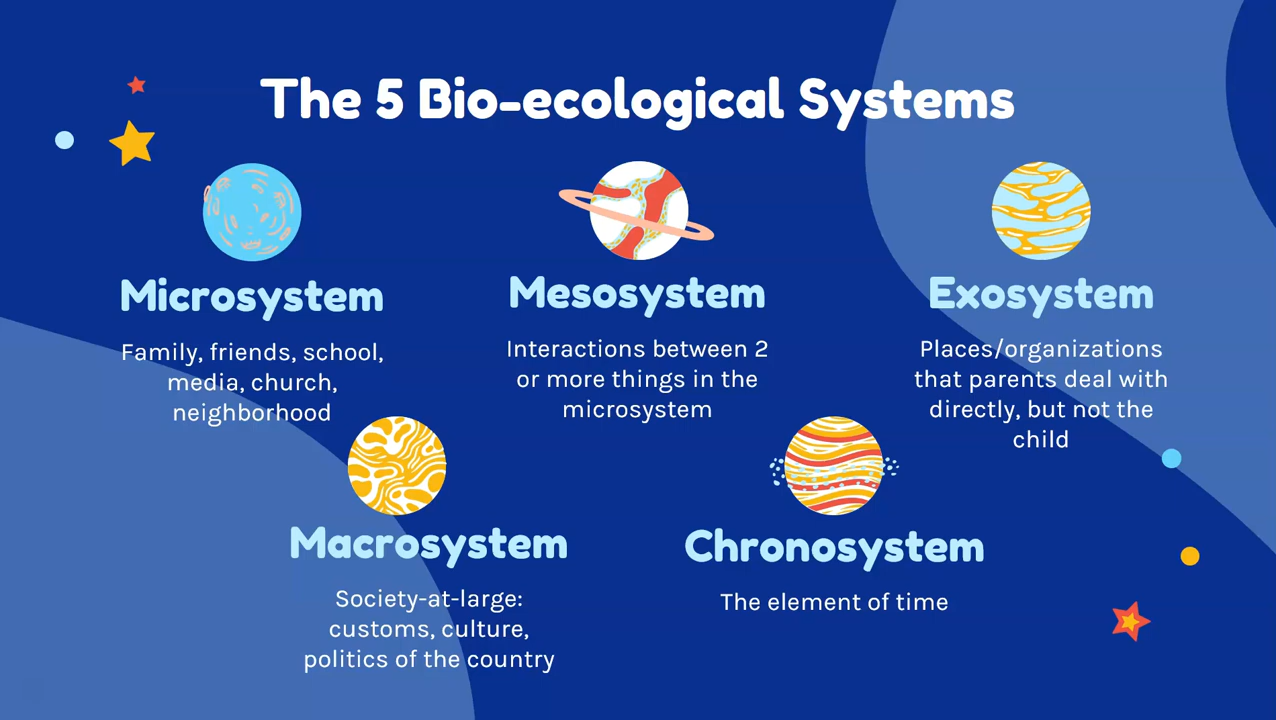 The 5 Bio-ecological Systems
Microsystem
Family, friends, school,
media, church,
neighborhood
Mesosystem
Interactions between 2
or more things in the
microsystem
Exosystem
Places/organizations
that parents deal with
directly, but not the
child
Macrosystem
Society-at-large:
customs, culture,
politics of the country
Chronosystem
The element of time